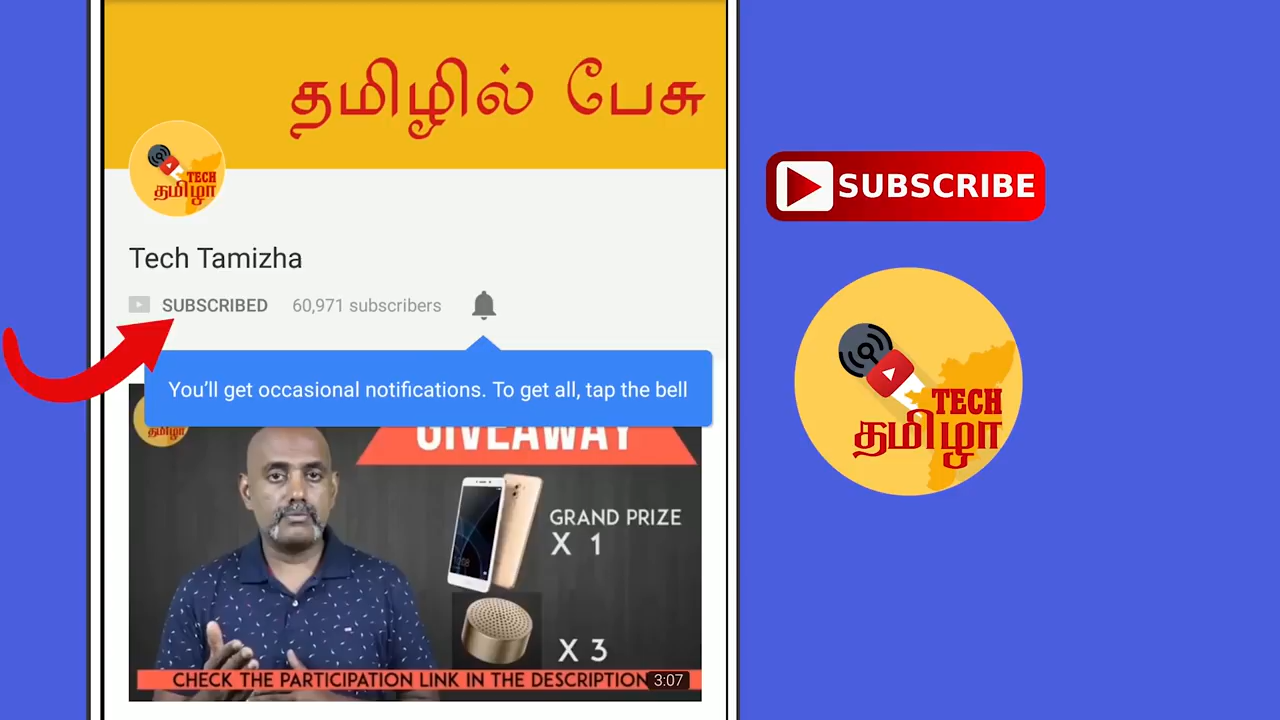 தமிழில் பேசு
TECH
தமிழா
Tech Tamizha
SUBSCRIBED 60,971 subscribers
You'll get occasional notifications. To get all, tap the bell
தமிழா
GIVEAWAY
GRAND PRIZE
X 1
X 3
CHECK THE PARTICIPATION LINK IN THE DESCRIPTION
3:07
SUBSCRIBE
TECH
தமிழா